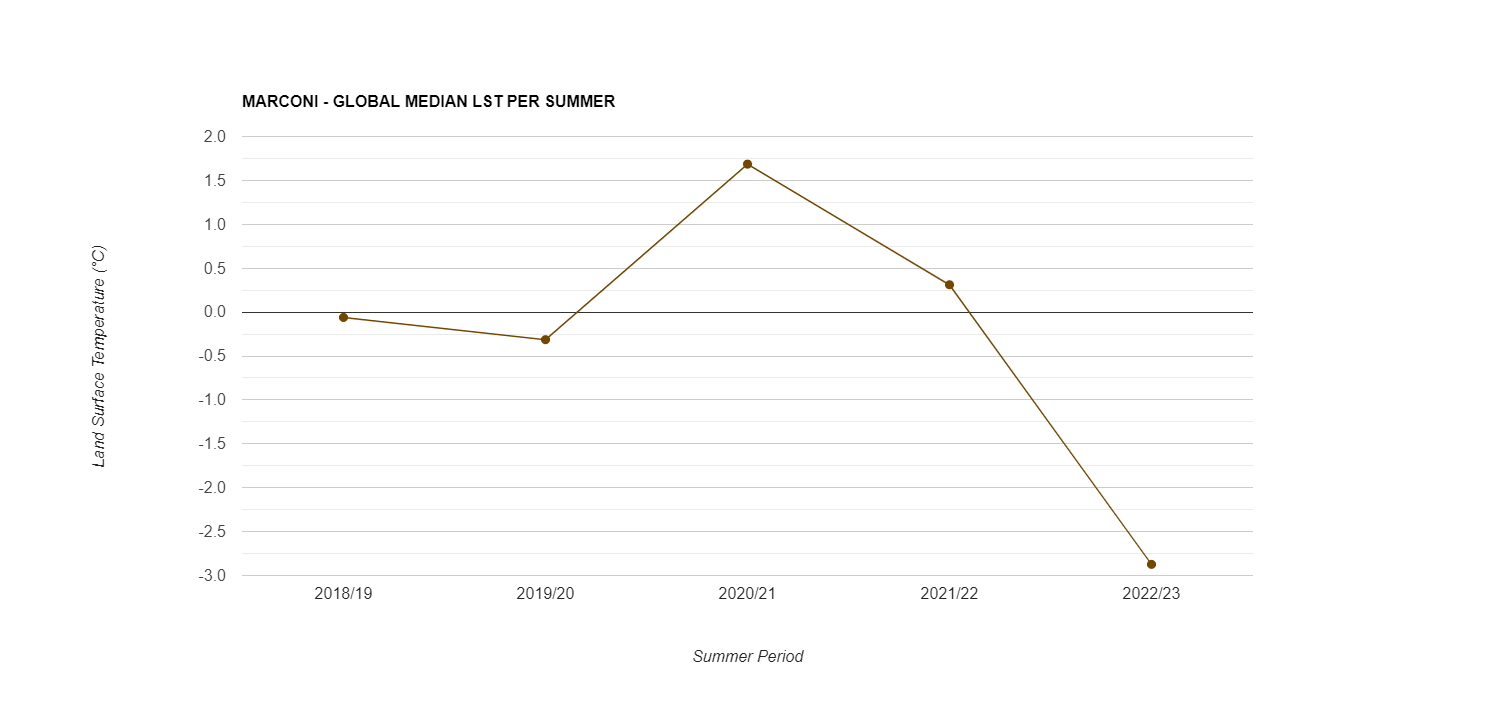 MARCONI - GLOBAL MEDIAN LST PER SUMMER
2.0
1.5
1.0
0.5
0.0
-0.5
-1.0
-1.5
-2.0
-2.5
-3.0
Land Surface Temperature (°C)
2018/19 2019/20 2020/21 2021/22 2022/23
Summer Period